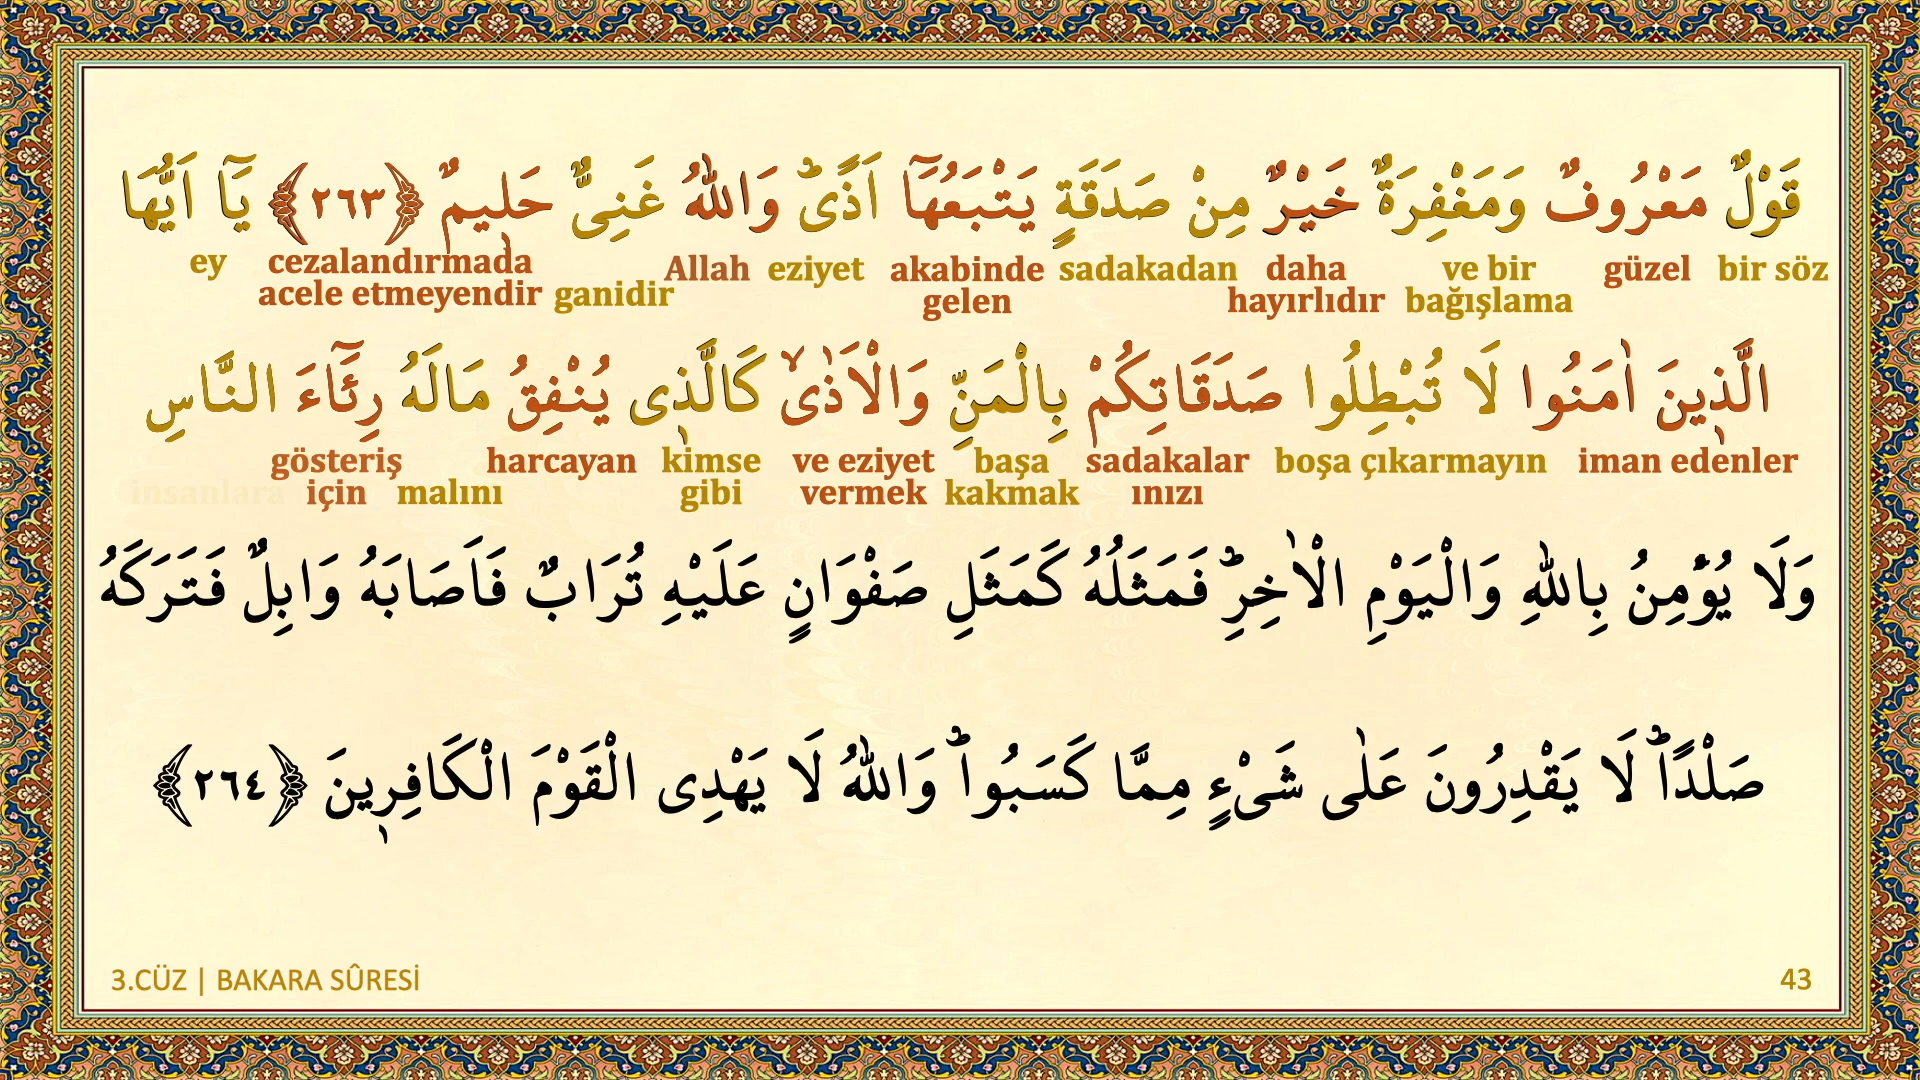 قَوْلٌ مَعْرُوفٌ وَمَغْفِرَةٌ خَيْرٌ مِنْ صَدَقَةٍ يَتْبَعُهَٓا اَذًىۜ وَاللّٰهُ غَنِىٌّ حَلٖيمٌ ﴿٢٦٣﴾ يَٓا اَيُّهَا
bir söz güzel ve bir bağışlama daha hayırlıdır sadakadan akabinde gelen eziyet Allah ganidir cezalandırmada acele etmeyendir ey
الَّذٖينَ اٰمَنُوا لَا تُبْطِلُوا صَدَقَاتِكُمْ بِالْمَنِّ وَالْاَذٰىۙ كَالَّذٖى يُنْفِقُ مَالَهُ رِئَٓاءَ النَّاسِ
iman edenler boşa çıkarmayın sadakalar ınızı başa kakmak ve eziyet vermek kimse gibi harcayan malını gösteriş için insanlara
وَلَا يُؤْمِنُ بِاللّٰهِ وَالْيَوْمِ الْاٰخِرِۜ فَمَثَلُهُ كَمَثَلِ صَفْوَانٍ عَلَيْهِ تُرَابٌ فَاَصَابَهُ وَابِلٌ فَتَرَكَهُ
صَلْدًاۜ لَا يَقْدِرُونَ عَلٰى شَىْءٍ مِمَّا كَسَبُواۜ وَاللّٰهُ لَا يَهْدِى الْقَوْمَ الْكَافِرٖينَ ﴿٢٦٤﴾
3.CÜZ | BAKARA SÛRESİ
43